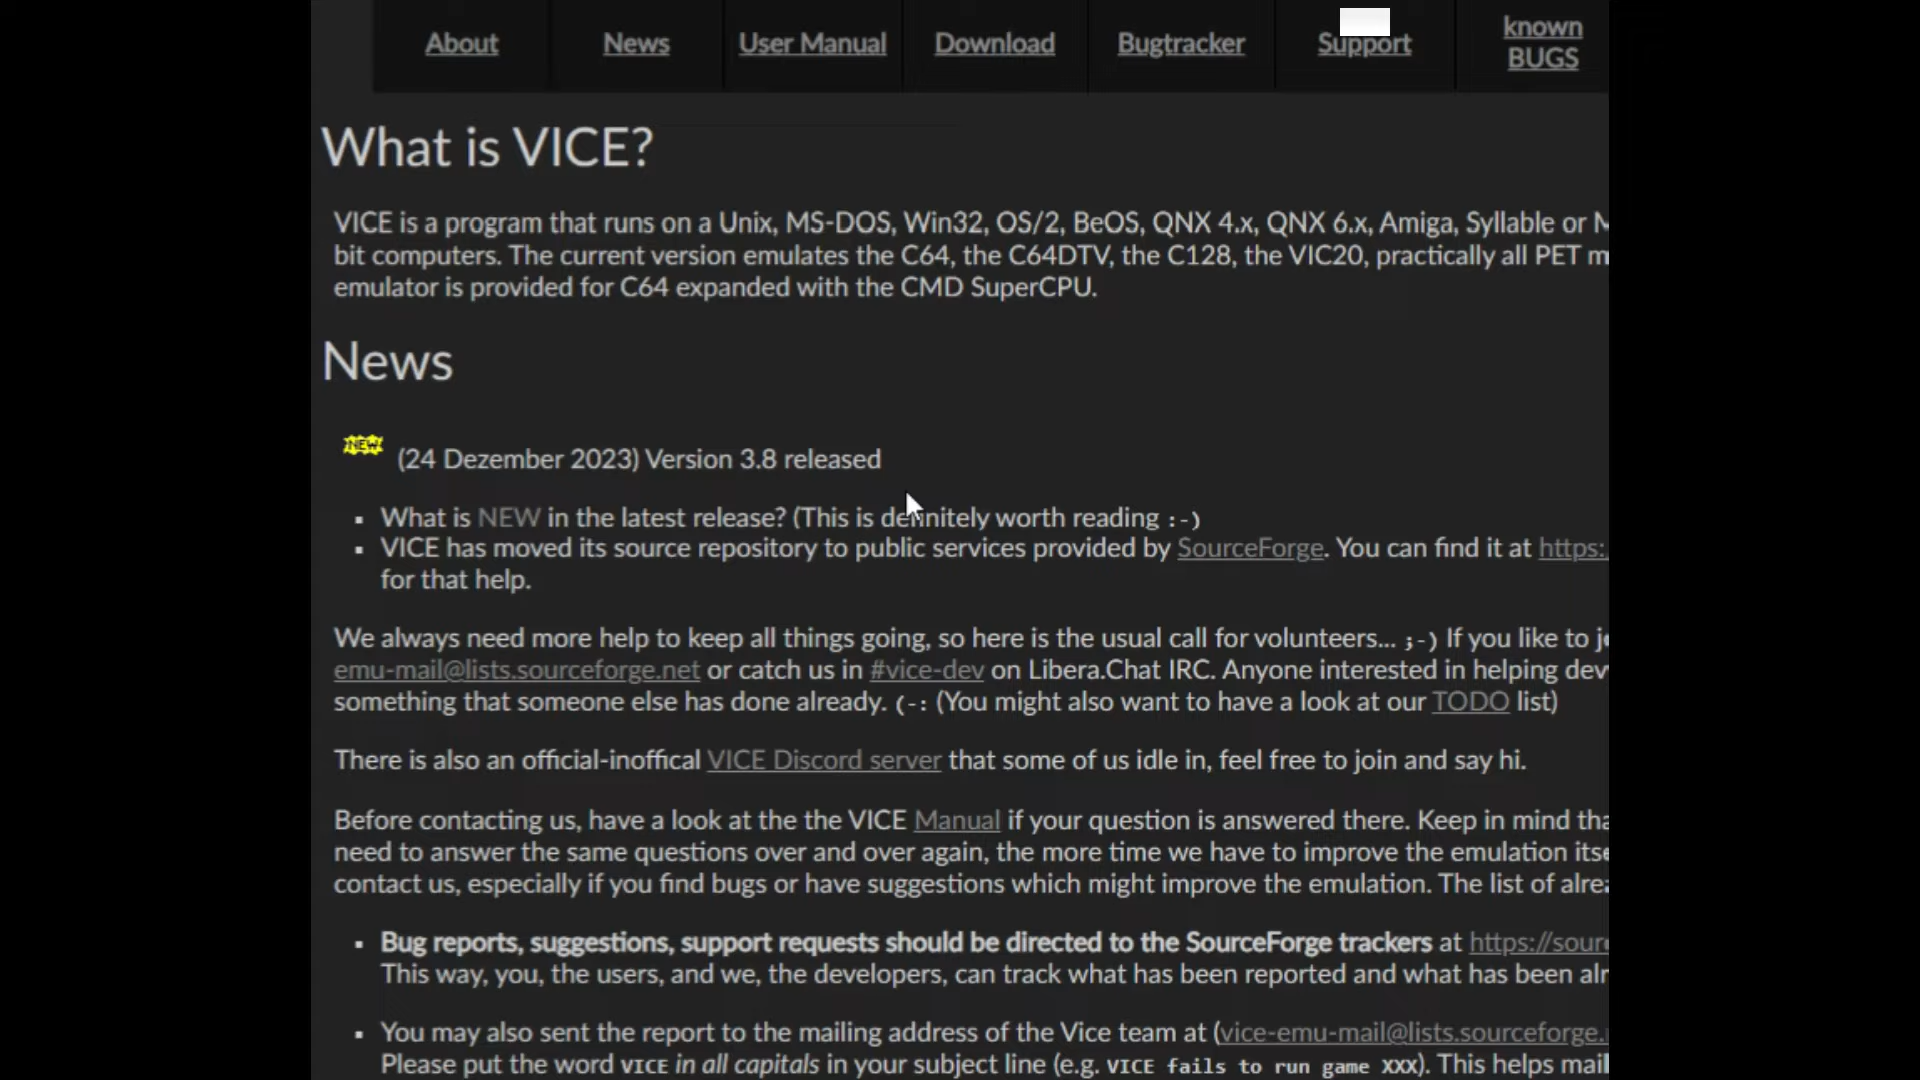 About News User Manual Download Bugtracker Support known BUGS
What is VICE?
VICE is a program that runs on a Unix, MS-DOS, Win32, OS/2, BeOS, QNX 4.x, QNX 6.x, Amiga, Syllable or
bit computers. The current version emulates the C64, the C64DTV, the C128, the VIC20, practically all PET
emulator is provided for C64 expanded with the CMD SuperCPU.
News
NEW (24 Dezember 2023) Version 3.8 released
▪ What is NEW in the latest release? (This is definitely worth reading :-)
▪ VICE has moved its source repository to public services provided by SourceForge. You can find it at https:
for that help.
We always need more help to keep all things going, so here is the usual call for volunteers... ;-) If you like to
emu-mail@lists.sourceforge.net or catch us in #vice-dev on Libera.Chat IRC. Anyone interested in helping dev
something that someone else has done already. (-: (You might also want to have a look at our TODO list)
There is also an official-inoffical VICE Discord server that some of us idle in, feel free to join and say hi.
Before contacting us, have a look at the the VICE Manual if your question is answered there. Keep in mind tha
need to answer the same questions over and over again, the more time we have to improve the emulation itse
contact us, especially if you find bugs or have suggestions which might improve the emulation. The list of alrea
▪ Bug reports, suggestions, support requests should be directed to the SourceForge trackers at https://sour
This way, you, the users, and we, the developers, can track what has been reported and what has been alr
▪ You may also sent the report to the mailing address of the Vice team at (vice-emu-mail@lists.sourceforge.
Please put the word VICE in all capitals in your subject line (e.g. VICE fails to run game XXX). This helps mail